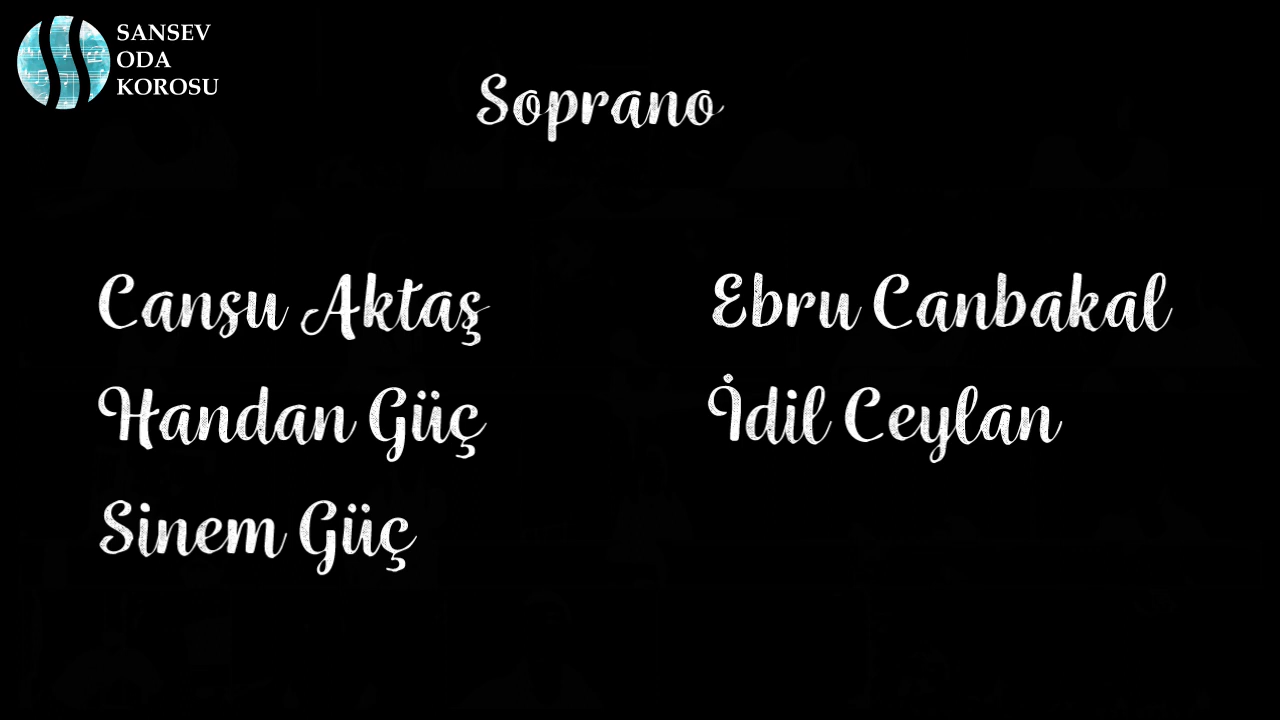 SANSEV
ODA
KOROSU
Soprano
Cansu Aktaş
Handan Güç
Sinem Güç
Ebru Canbakal
İdil Ceylan